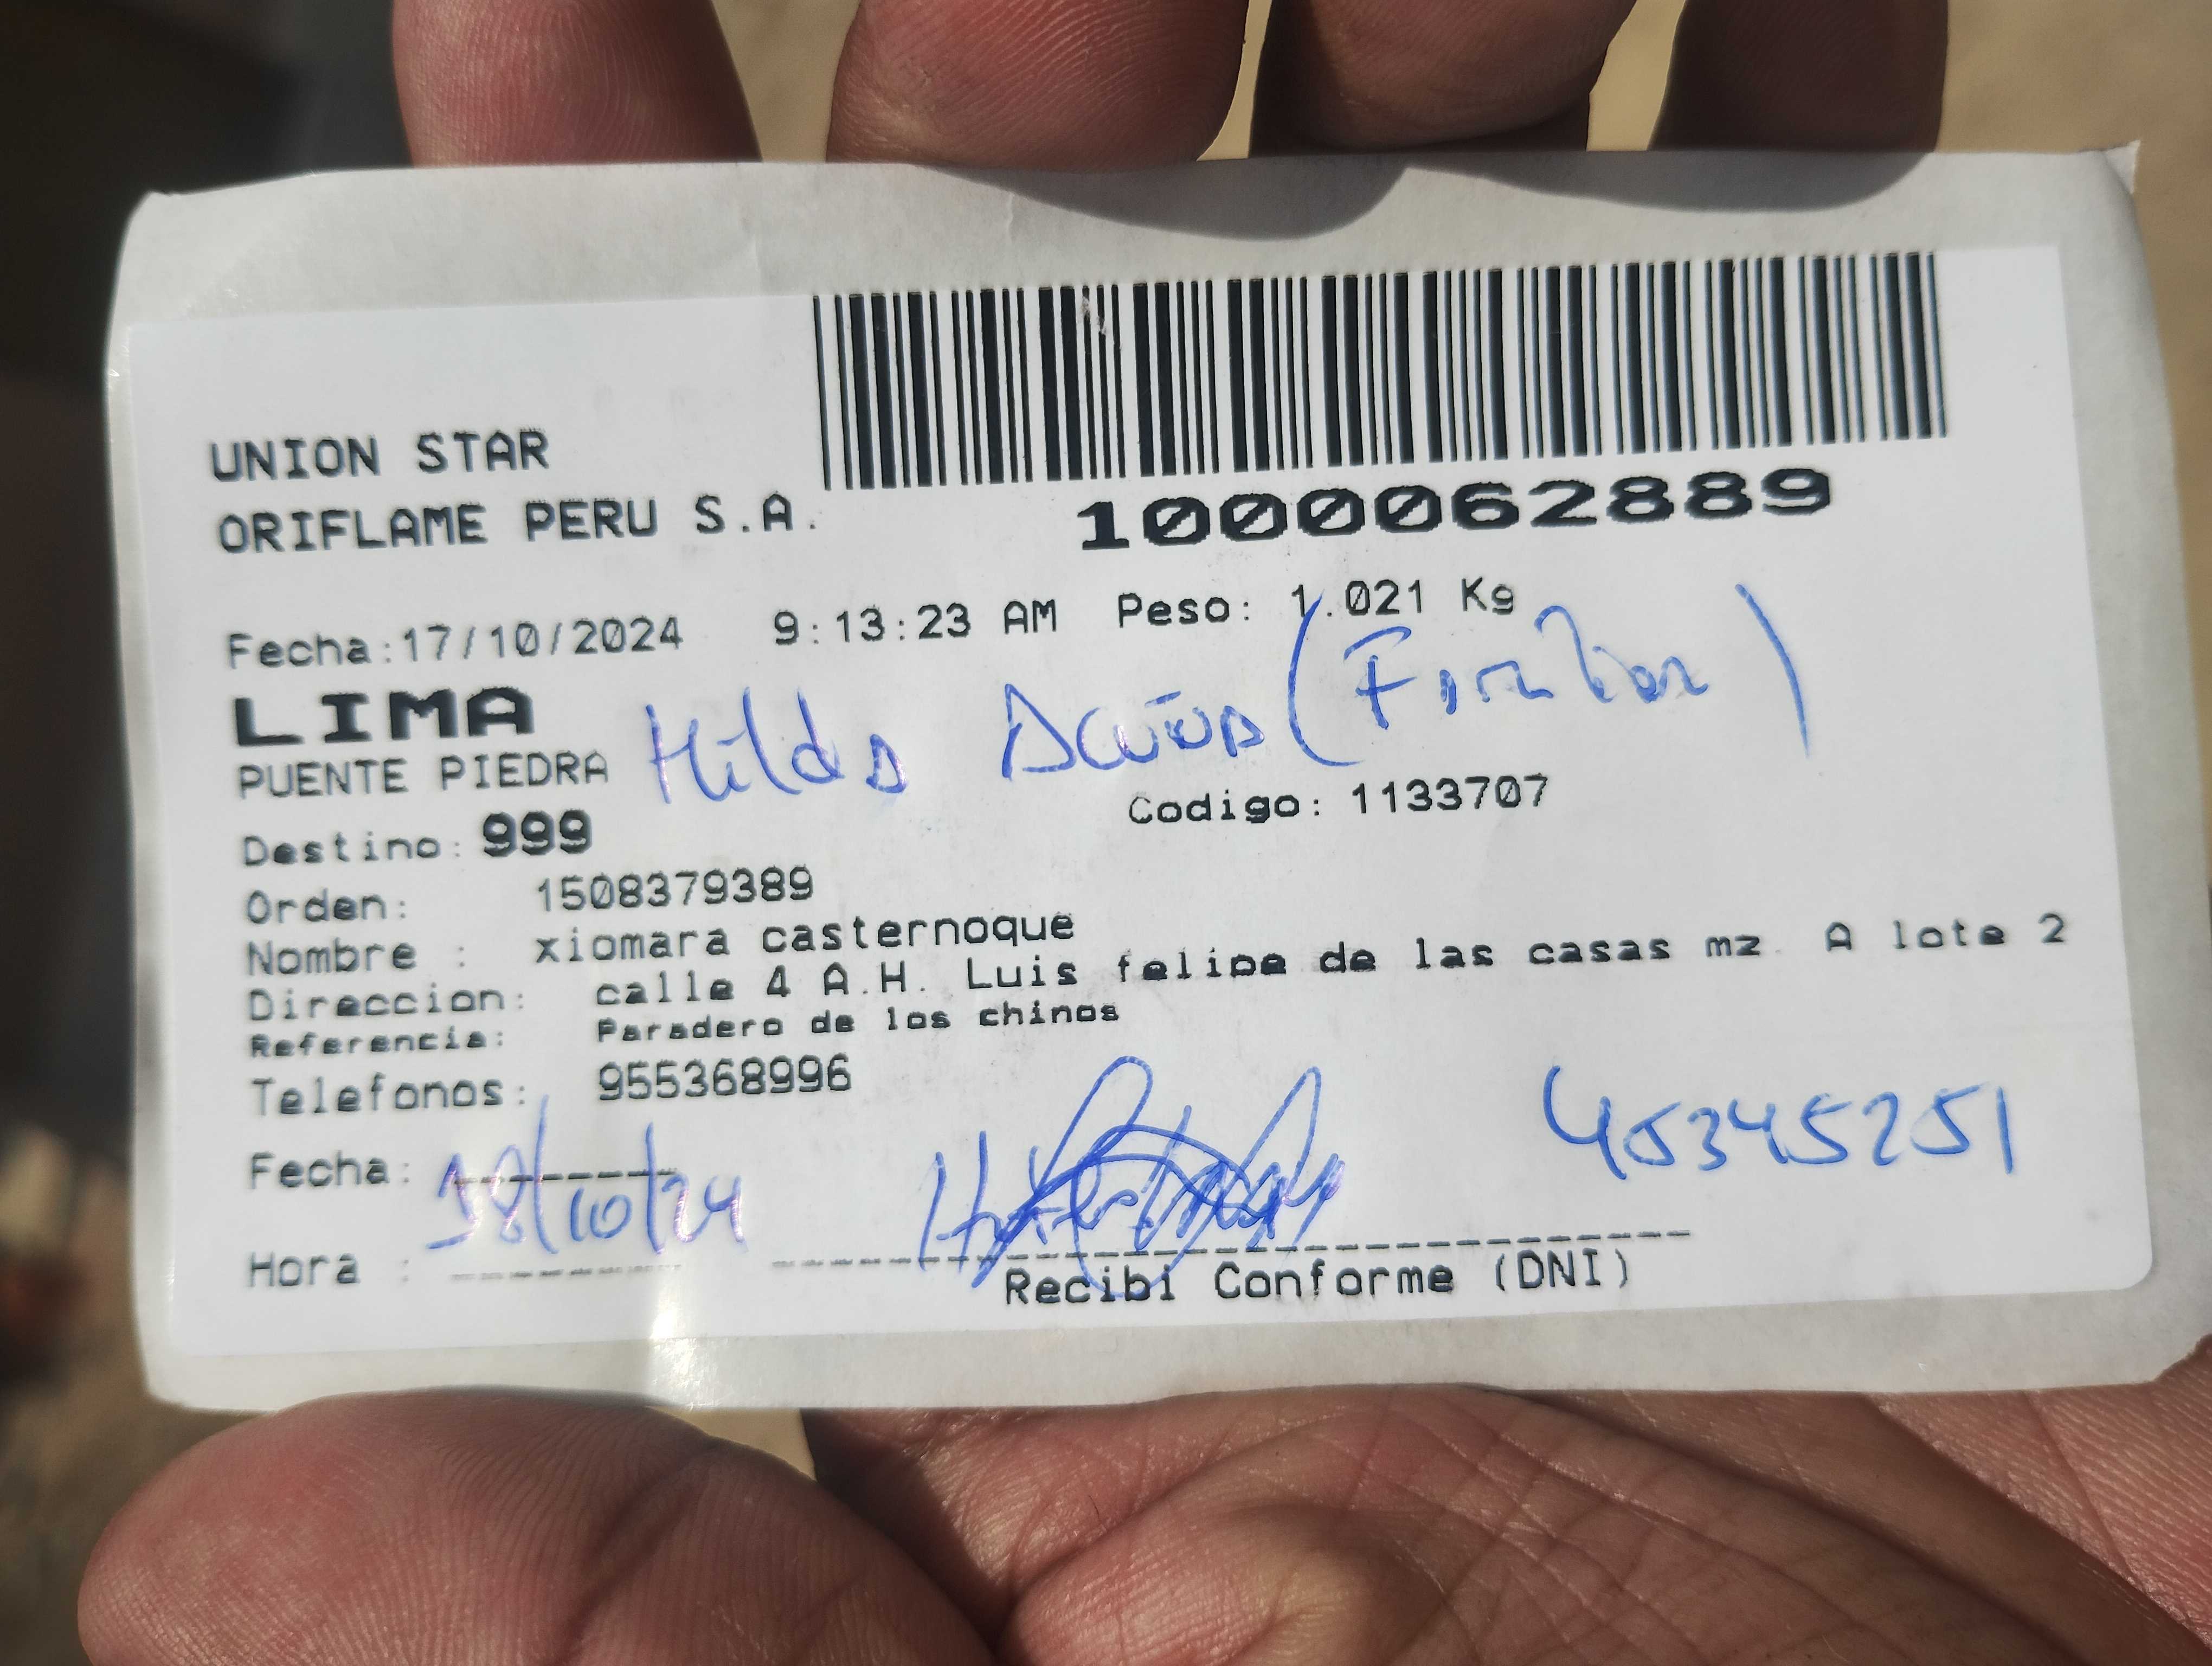 UNION STAR
ORIFLAME PERU S.A.
1000062889
Fecha:17/10/2024 9:13:23 AM Peso: 1.021 Kg
LIMA
PUENTE PIEDRA Hilda Acuña (Familiar)
Destino: 999 Codigo: 1133707
Orden: 1508379389
Nombre : xiomara casternoque
Direccion: calle 4 A.H. Luis felipe de las casas mz. A lote 2
Referencia: Paradero de los chinos
Telefonos: 955368996
Fecha: 18/10/24 45345251
Hora :
Recibi Conforme (DNI)